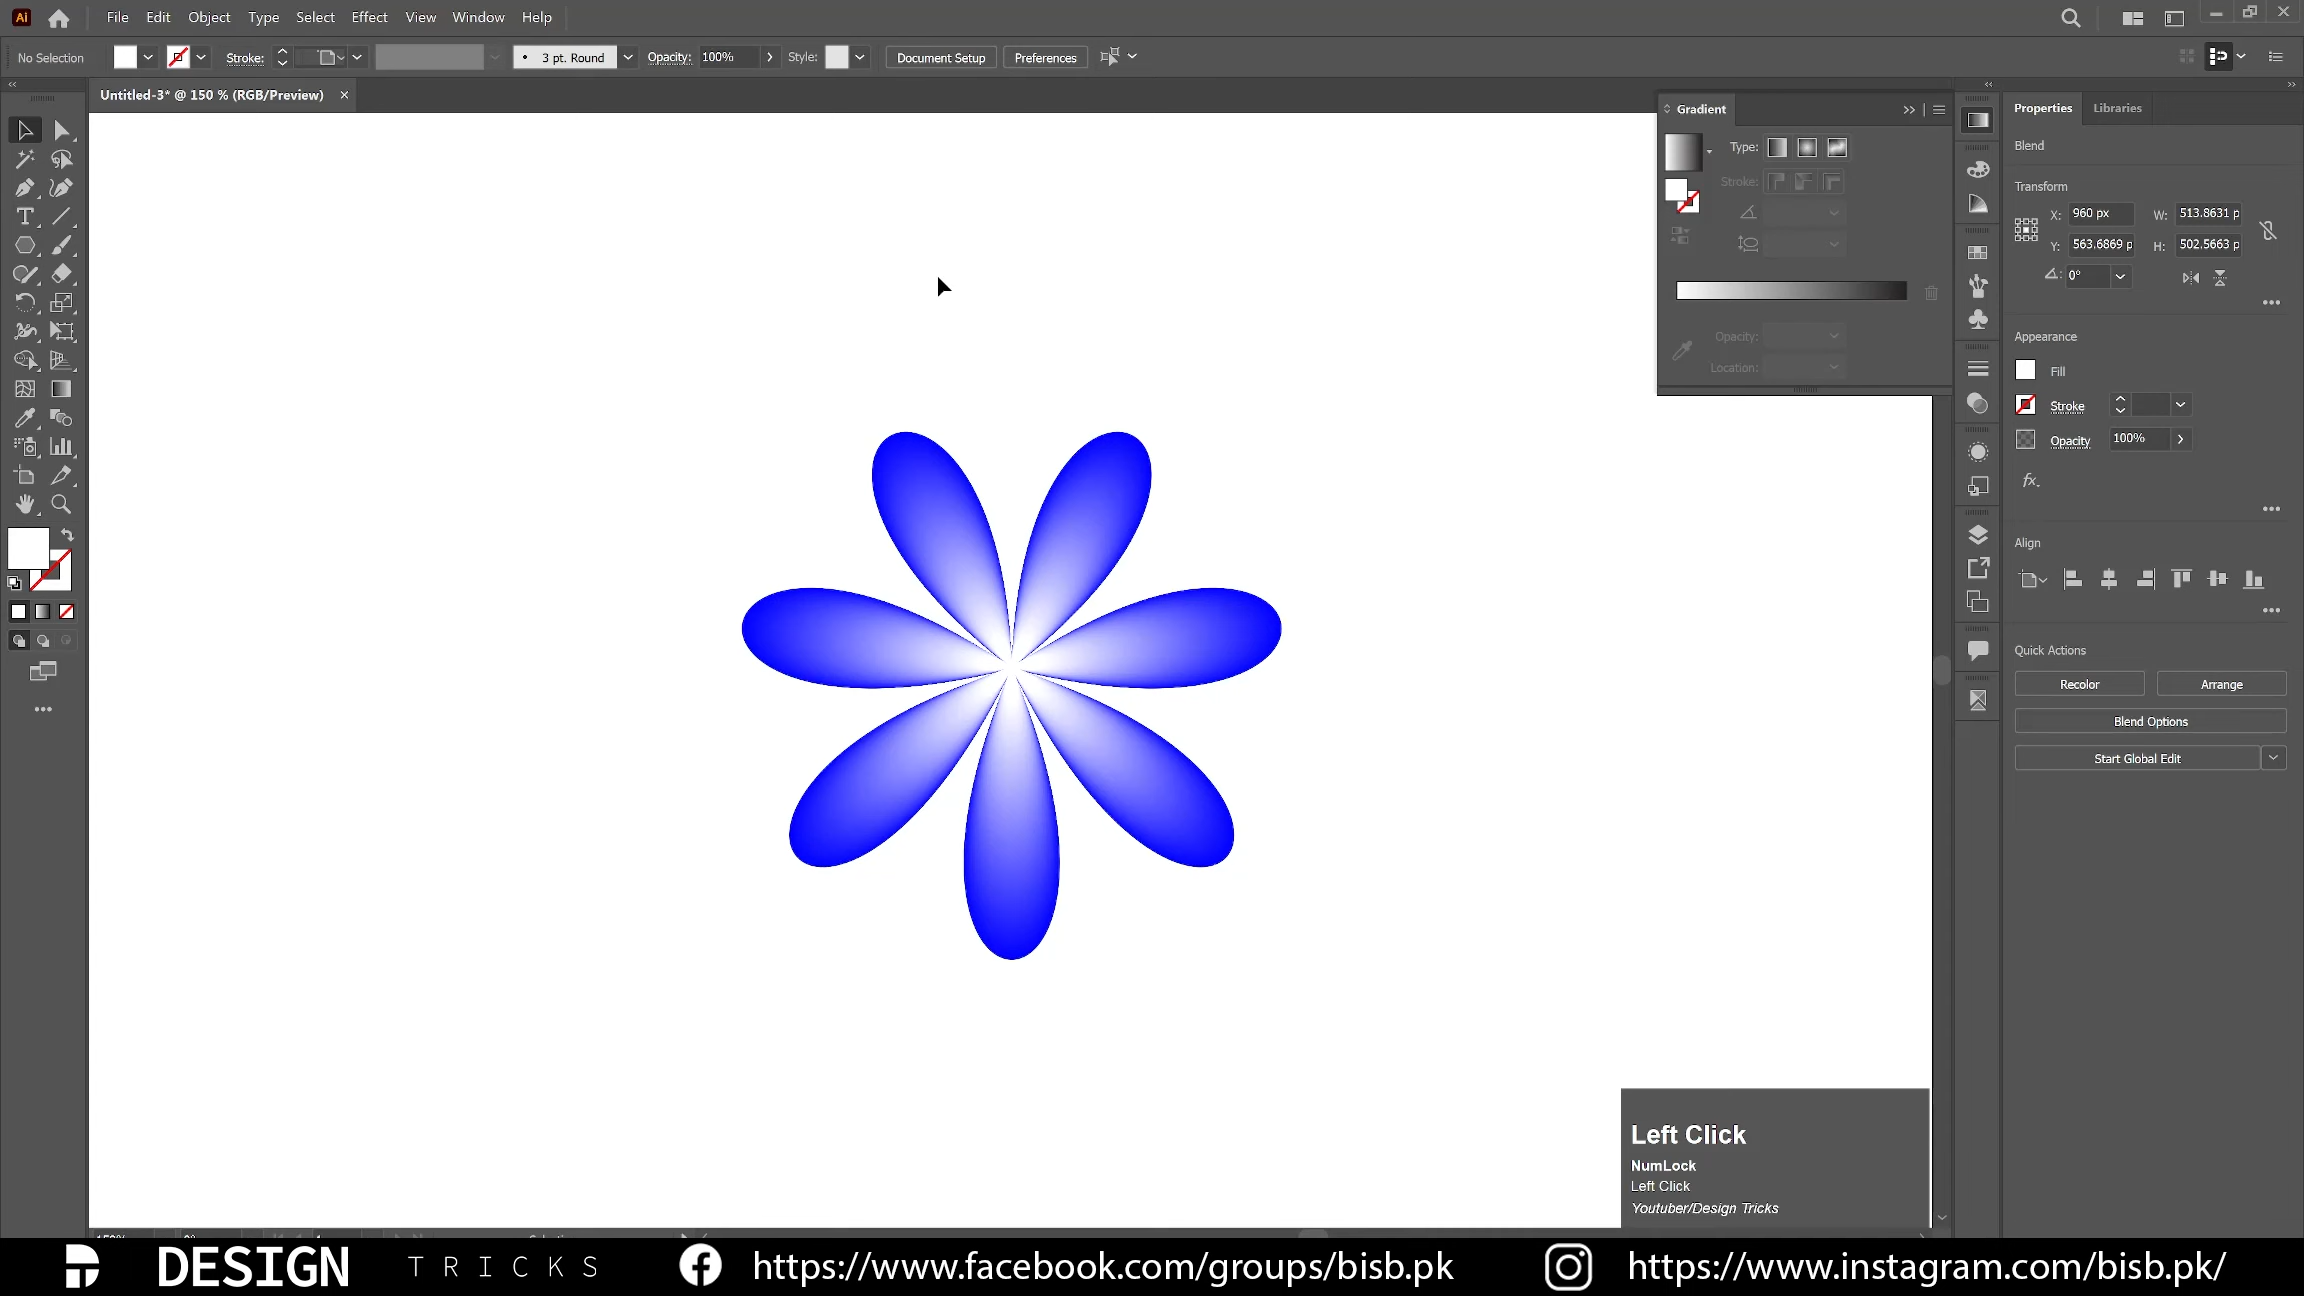 Ai File Edit Object Type Select Effect View Window Help
No Selection Stroke: • 3 pt. Round Opacity: 100% Style: Document Setup Preferences
Untitled-3* @ 150 % (RGB/Preview) ×
Gradient
Type:
Stroke:
Opacity:
Location:
Properties Libraries
Blend
Transform
X: 960 px W: 513.8631 p
Y: 563.6869 p H: 502.5663 p
0°
Appearance
Fill
Stroke
Opacity 100%
fx.
Align
Quick Actions
Recolor Arrange
Blend Options
Start Global Edit
Left Click
NumLock
Left Click
Youtuber/Design Tricks
DESIGN TRICKS https://www.facebook.com/groups/bisb.pk https://www.instagram.com/bisb.pk/